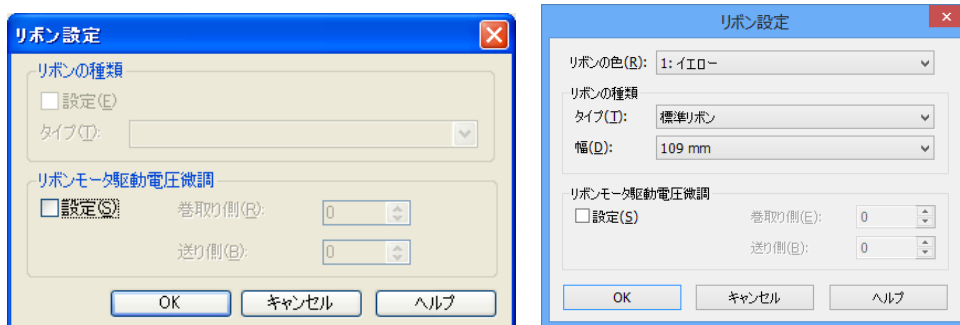 リボン設定
リボンの種類
設定(E)
タイプ(T):
リボンモータ駆動電圧微調
設定(S)
巻取り側(R):
0
送り側(B):
0
OK
キャンセル
ヘルプ
リボン設定
リボンの色(R):
1: イエロー
リボンの種類
タイプ(T):
標準リボン
幅(D):
109 mm
リボンモータ駆動電圧微調
設定(S)
巻取り側(E):
0
送り側(B):
0
OK
キャンセル
ヘルプ